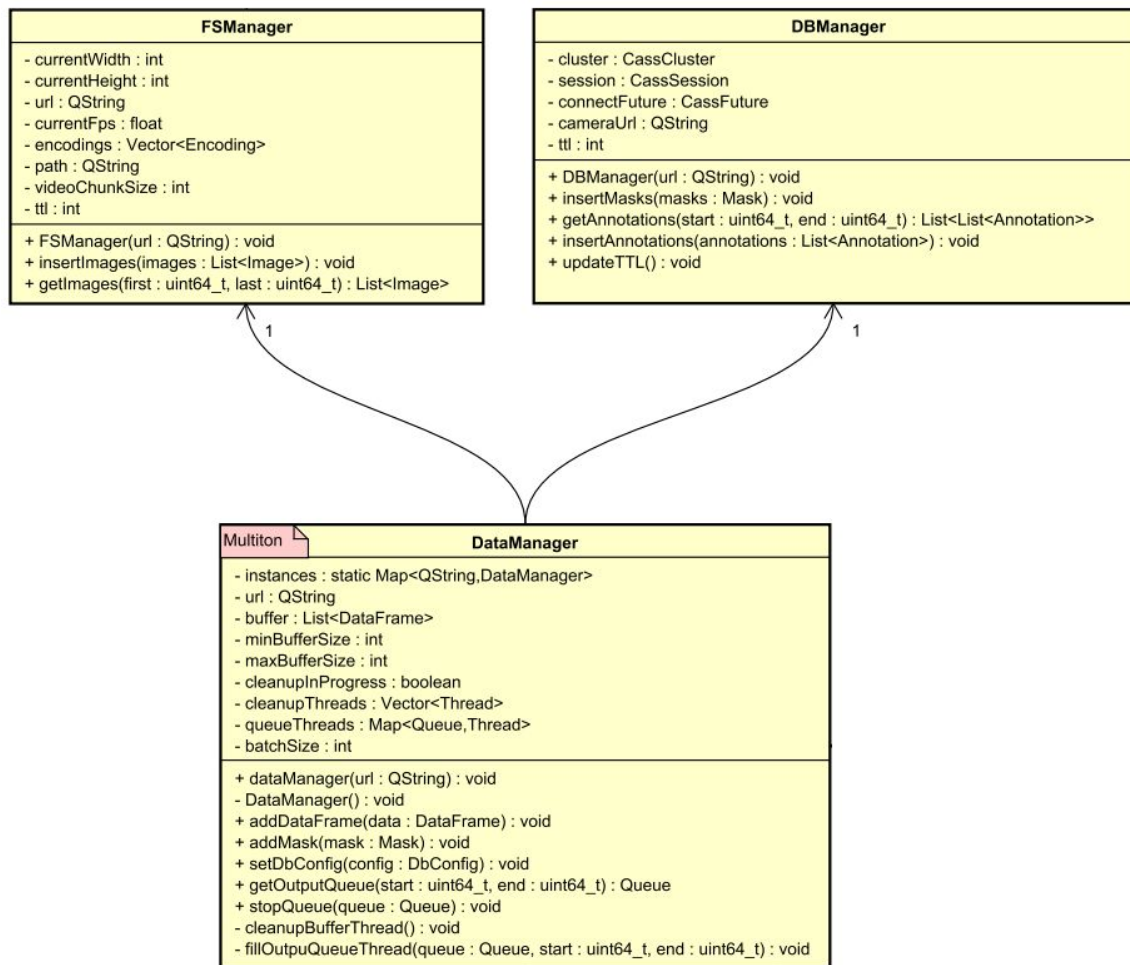 FSManager
- currentWidth : int
- currentHeight : int
- url : QString
- currentFps : float
- encodings : Vector<Encoding>
- path : QString
- videoChunkSize : int
- ttl : int
+ FSManager(url : QString) : void
+ insertImages(images : List<Image>) : void
+ getImages(first : uint64_t, last : uint64_t) : List<Image>
1
DBManager
- cluster : CassCluster
- session : CassSession
- connectFuture : CassFuture
- cameraUrl : QString
- ttl : int
+ DBManager(url : QString) : void
+ insertMasks(masks : Mask) : void
+ getAnnotations(start : uint64_t, end : uint64_t) : List<List<Annotation>>
+ insertAnnotations(annotations : List<Annotation>) : void
+ updateTTL() : void
1
Multiton
DataManager
- instances : static Map<QString,DataManager>
- url : QString
- buffer : List<DataFrame>
- minBufferSize : int
- maxBufferSize : int
- cleanupInProgress : boolean
- cleanupThreads : Vector<Thread>
- queueThreads : Map<Queue,Thread>
- batchSize : int
+ dataManager(url : QString) : void
- DataManager() : void
+ addDataFrame(data : DataFrame) : void
+ addMask(mask : Mask) : void
+ setDbConfig(config : DbConfig) : void
+ getOutputQueue(start : uint64_t, end : uint64_t) : Queue
+ stopQueue(queue : Queue) : void
- cleanupBufferThread() : void
- fillOutpuQueueThread(queue : Queue, start : uint64_t, end : uint64_t) : void